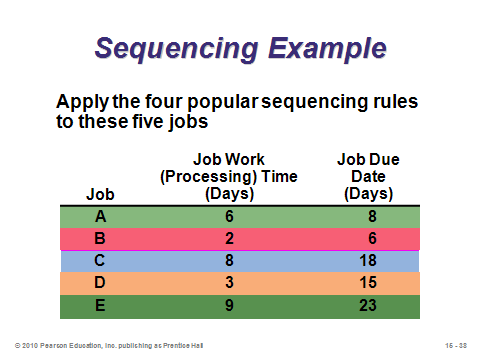 Sequencing Example
Apply the four popular sequencing rules
to these five jobs
Job Work Job Due
(Processing) Time Date
Job (Days) (Days)
A 6 8
B 2 6
C 8 18
D 3 15
E 9 23
© 2010 Pearson Education, Inc. publishing as Prentice Hall 15 - 38